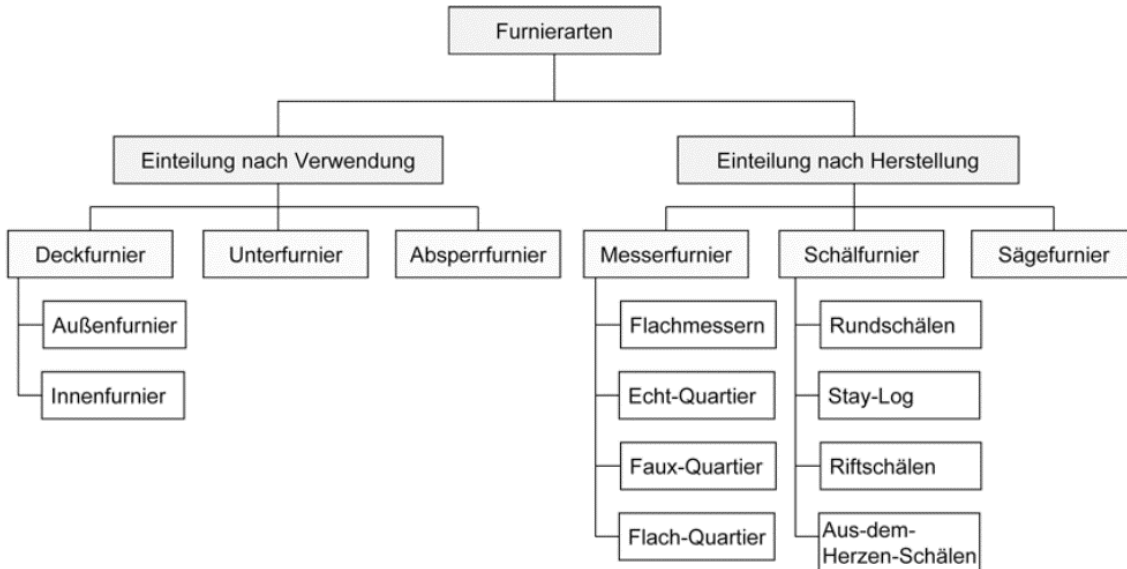 Furnierarten
Einteilung nach Verwendung
Einteilung nach Herstellung
Deckfurnier
Unterfurnier
Absperrfurnier
Messerfurnier
Schälfurnier
Sägefurnier
Außenfurnier
Innenfurnier
Flachmessern
Echt-Quartier
Faux-Quartier
Flach-Quartier
Rundschälen
Stay-Log
Riftschälen
Aus-dem-
Herzen-Schälen